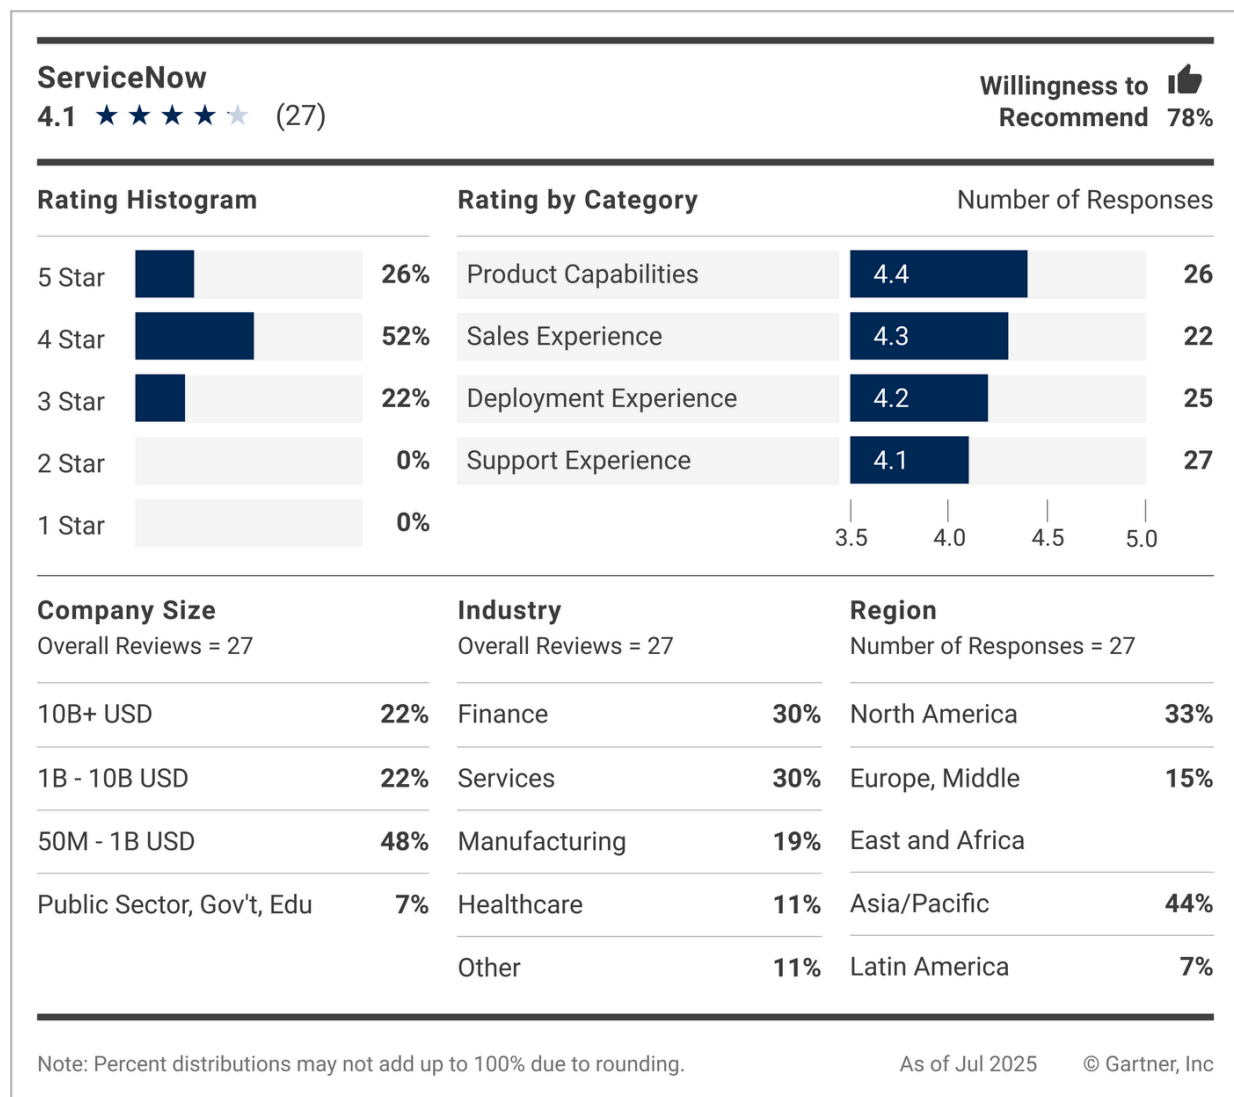 ServiceNow
4.1 ★ ★ ★ ★ ★ (27)
Willingness to
Recommend 78%
Rating Histogram
5 Star 26%
4 Star 52%
3 Star 22%
2 Star 0%
1 Star 0%
Rating by Category Number of Responses
Product Capabilities 4.4 26
Sales Experience 4.3 22
Deployment Experience 4.2 25
Support Experience 4.1 27
3.5 4.0 4.5 5.0
Company Size
Overall Reviews = 27
10B+ USD 22%
1B - 10B USD 22%
50M - 1B USD 48%
Public Sector, Gov't, Edu 7%
Industry
Overall Reviews = 27
Finance 30%
Services 30%
Manufacturing 19%
Healthcare 11%
Other 11%
Region
Number of Responses = 27
North America 33%
Europe, Middle 15%
East and Africa
Asia/Pacific 44%
Latin America 7%
Note: Percent distributions may not add up to 100% due to rounding.
As of Jul 2025 © Gartner, Inc